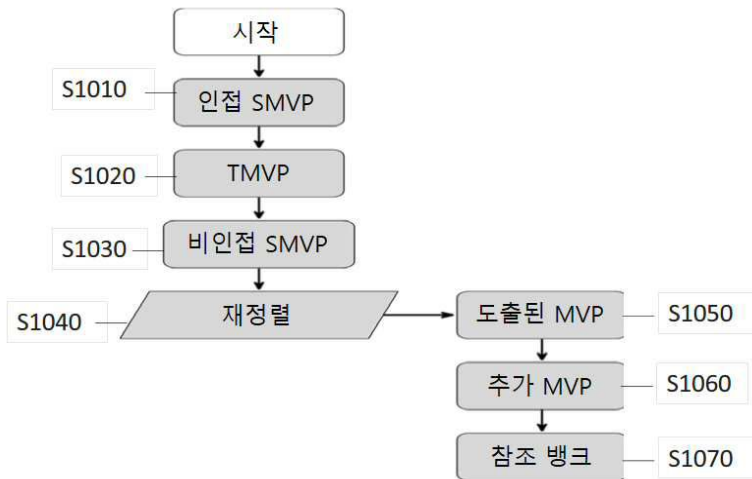 시작
S1010
인접 SMVP
S1020
TMVP
S1030
비인접 SMVP
S1040
재정렬
도출된 MVP
S1050
추가 MVP
S1060
참조 뱅크
S1070